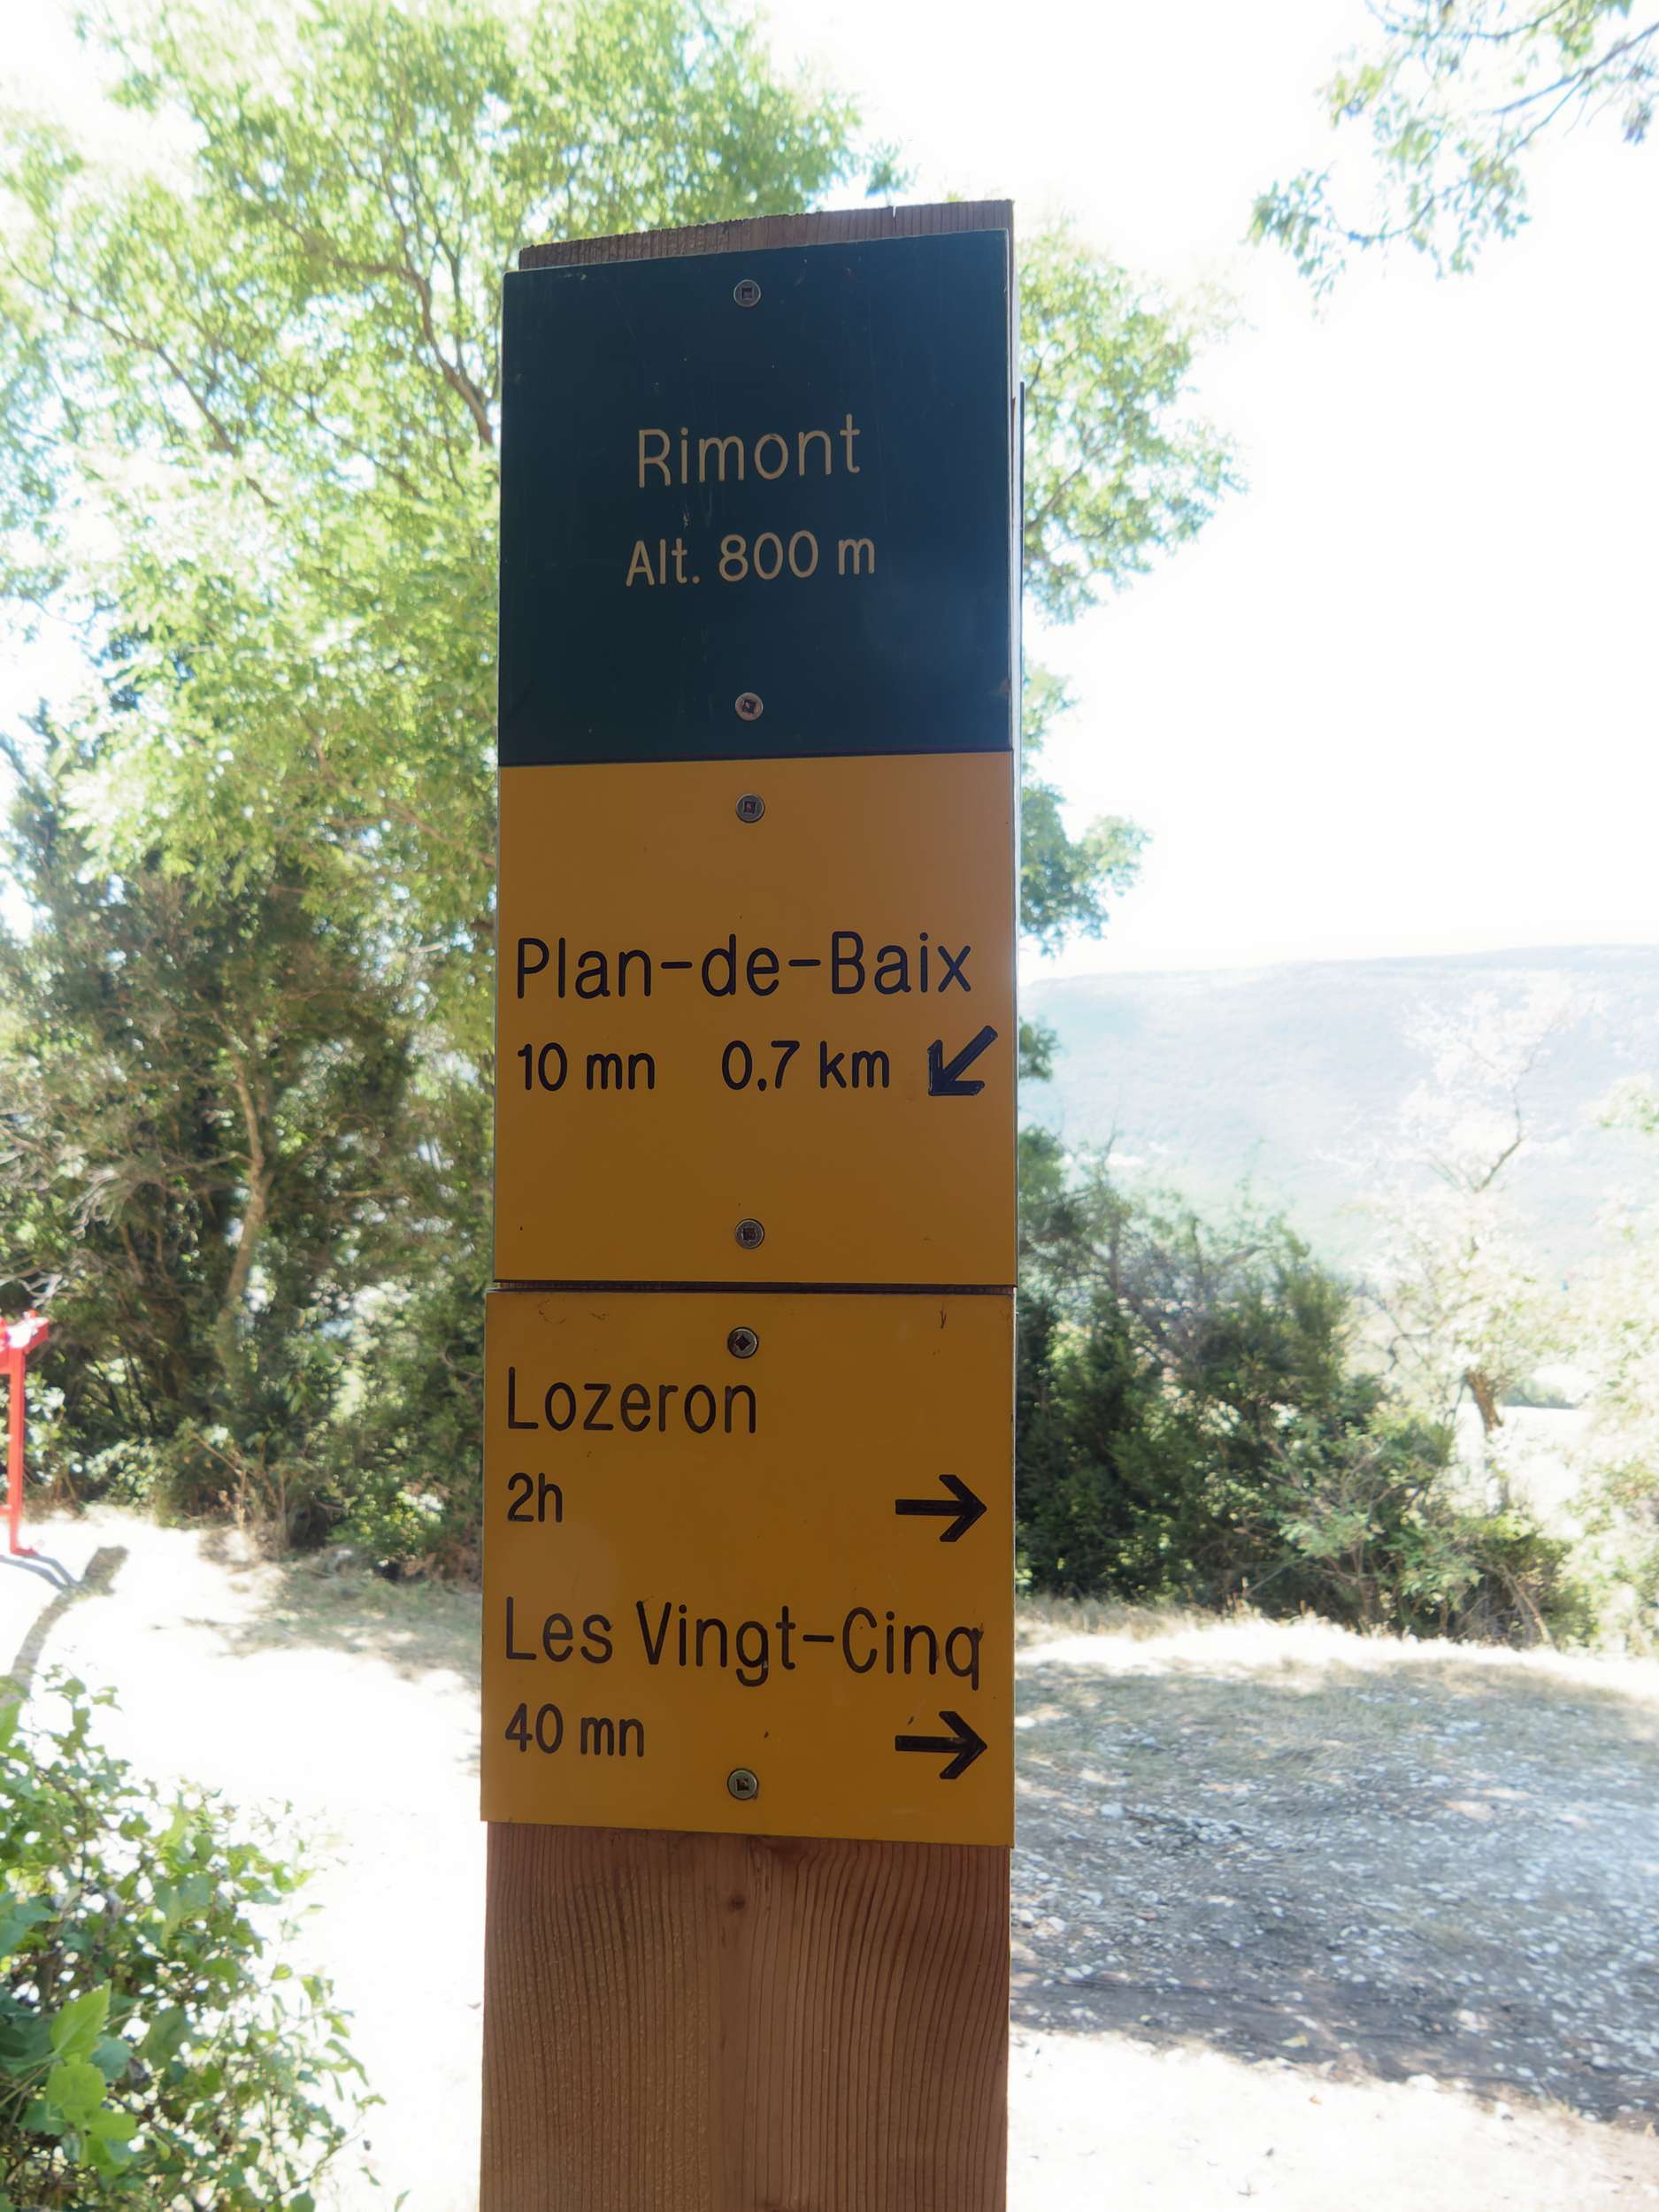 Rimont
Alt. 800 m
Plan-de-Baix
10 mn 0,7 km
Lozeron
2h
Les Vingt-Cinq
40 mn